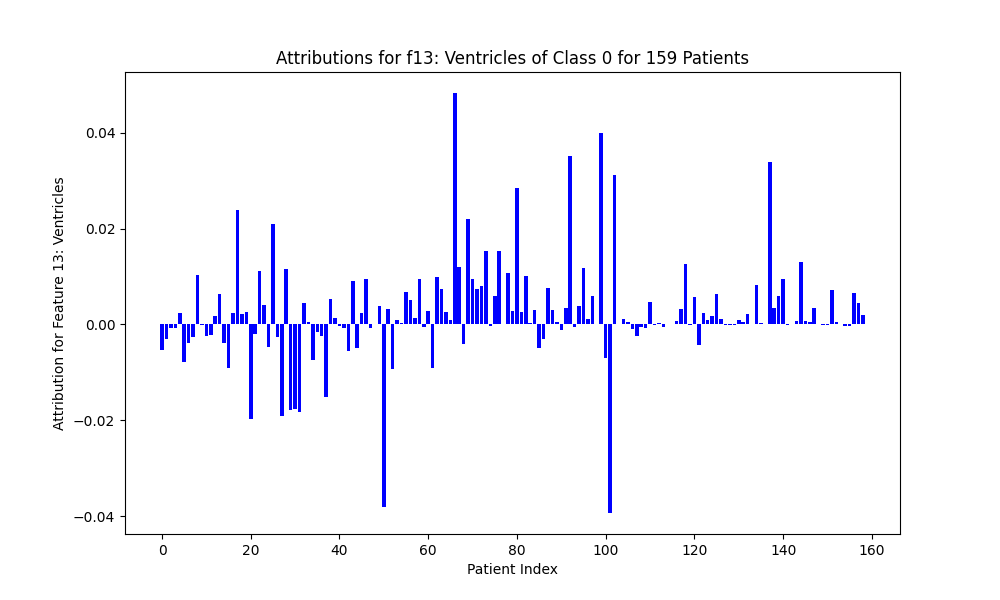 Attributions for f13: Ventricles of Class 0 for 159 Patients
Attribution for Feature 13: Ventricles
0.04
0.02
0.00
−0.02
−0.04
0 20 40 60 80 100 120 140 160
Patient Index